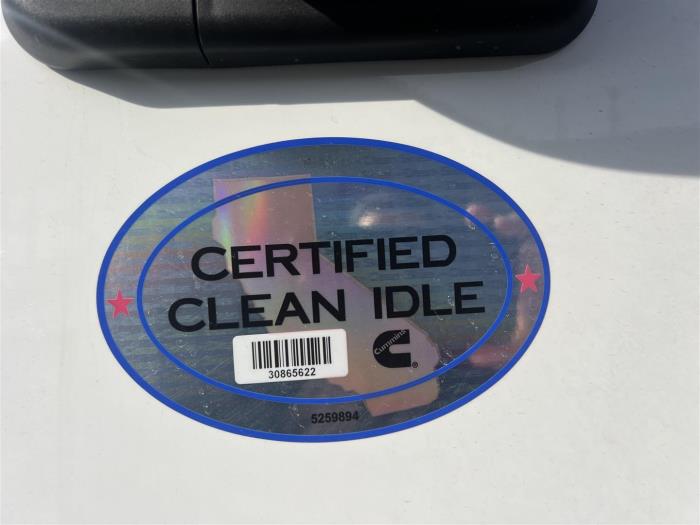 CERTIFIED
CLEAN IDLE
30865622
Cummins
5259894